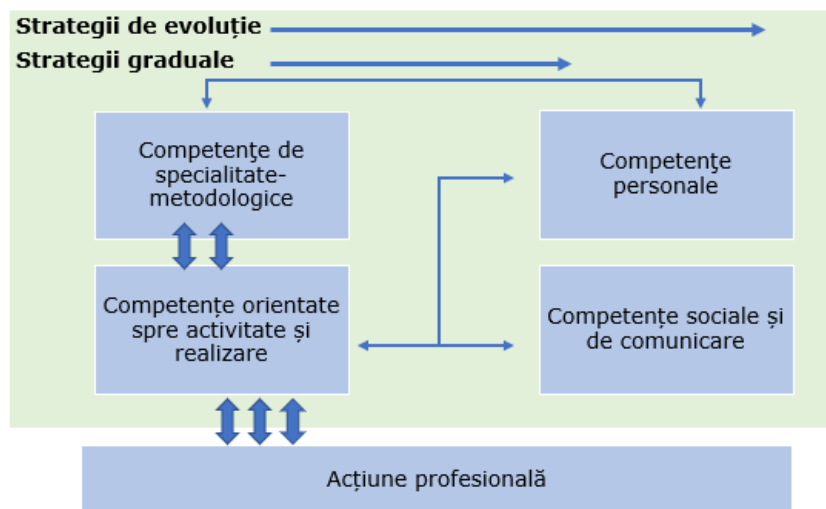 Strategii de evoluție
Strategii graduale
Competenţe de
specialitate-
metodologice
Competenţe
personale
Competențe orientate
spre activitate și
realizare
Competențe sociale și
de comunicare
Acțiune profesională